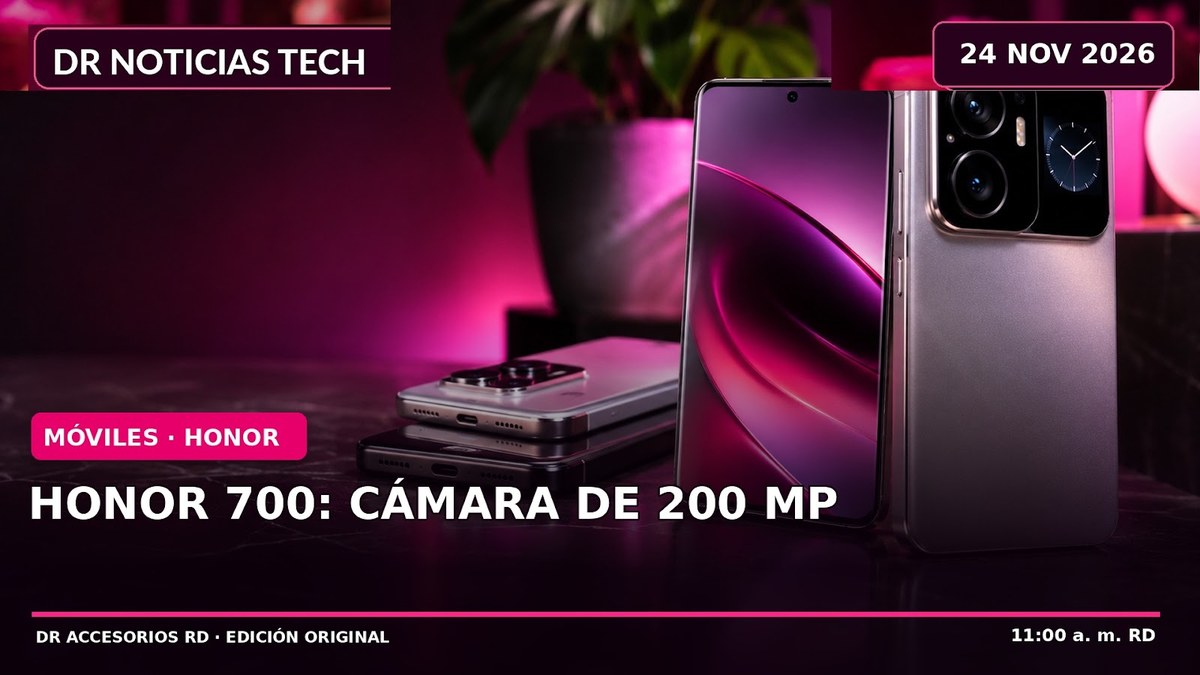 DR NOTICIAS TECH
24 NOV 2026
MÓVILES · HONOR
HONOR 700: CÁMARA DE 200 MP
DR ACCESORIOS RD · EDICIÓN ORIGINAL
11:00 a. m. RD